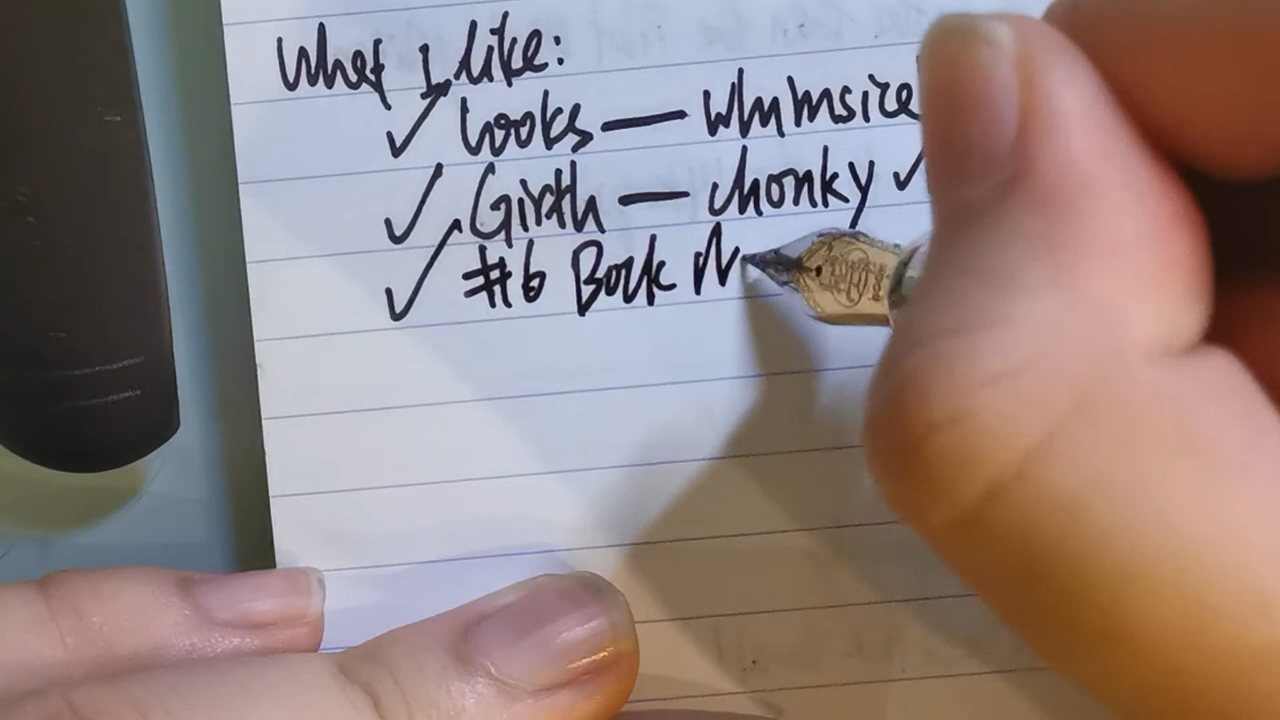 What I like:
✓ Looks — Whimsical
✓ Girth — chonky ✓
✓ #6 Bock N